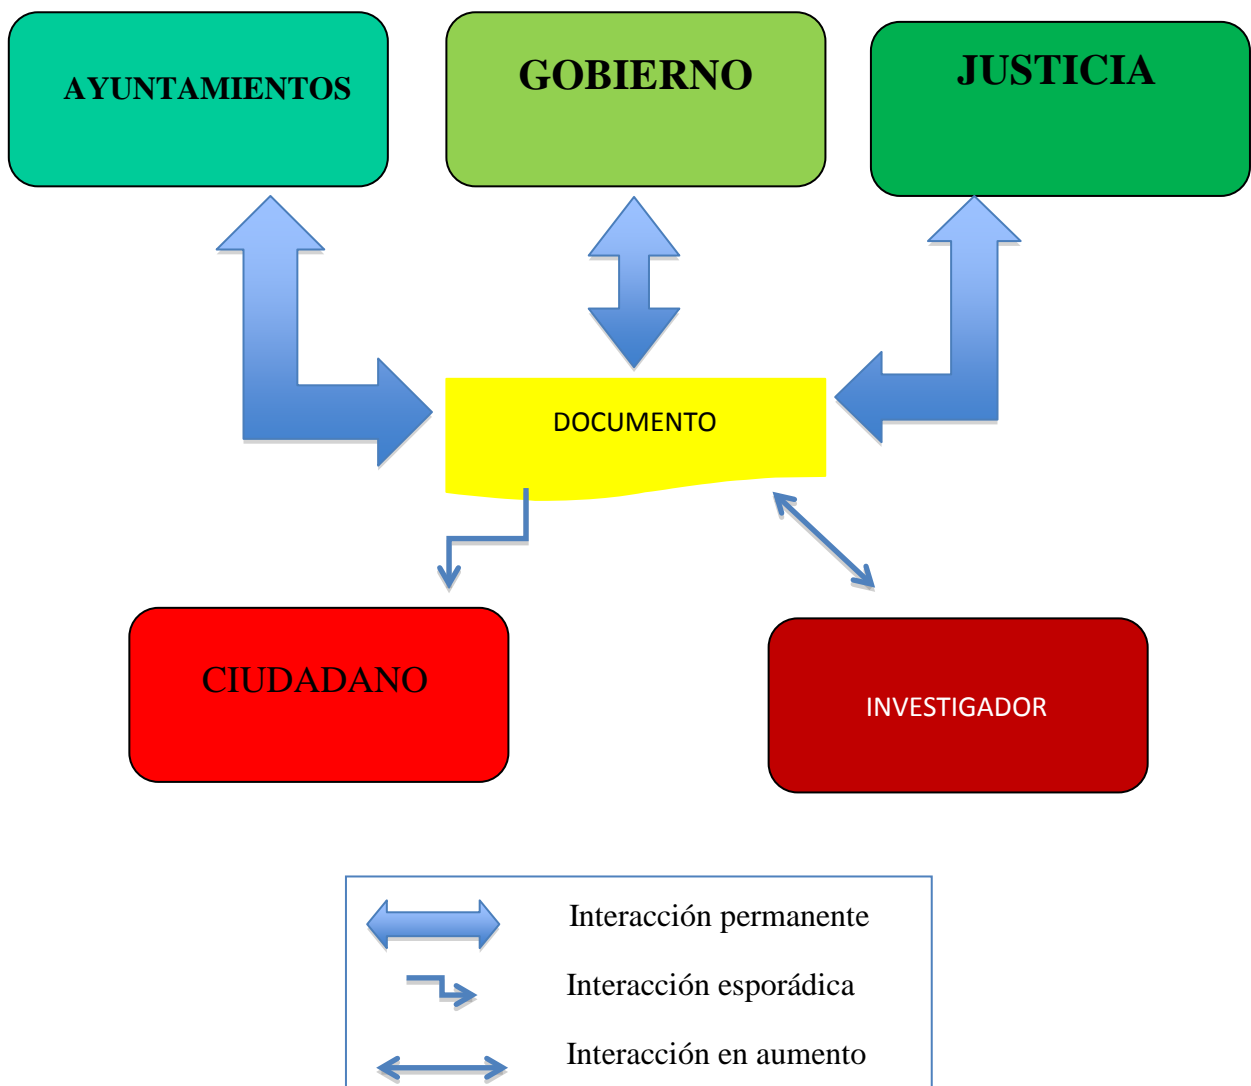 AYUNTAMIENTOS
GOBIERNO
JUSTICIA
DOCUMENTO
CIUDADANO
INVESTIGADOR
Interacción permanente
Interacción esporádica
Interacción en aumento